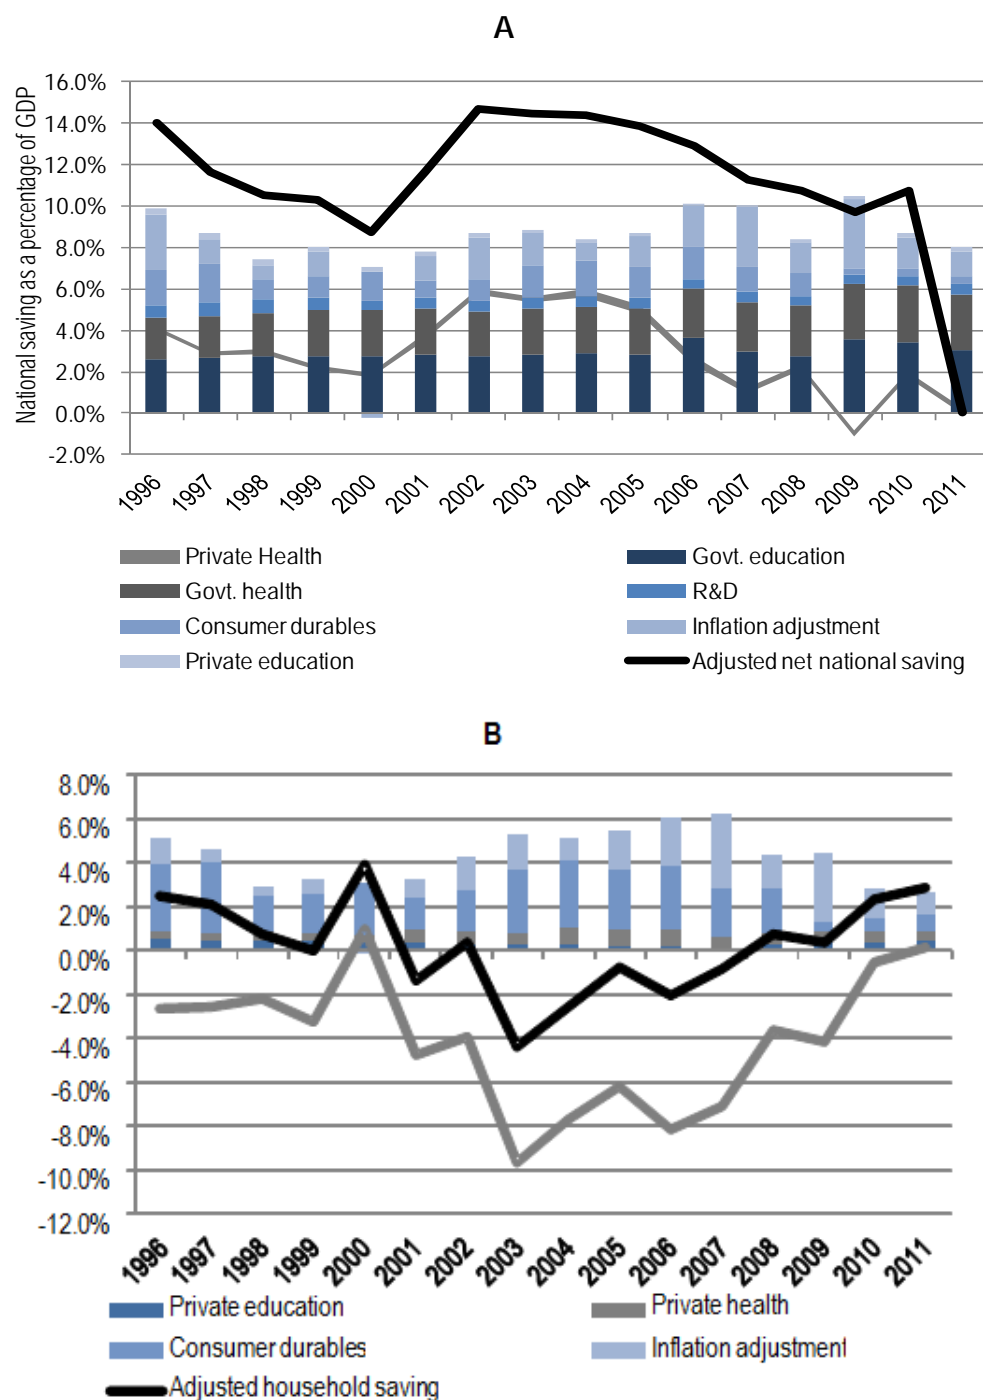 A
National saving as a percentage of GDP
16.0%
14.0%
12.0%
10.0%
8.0%
6.0%
4.0%
2.0%
0.0%
-2.0%
1996 1997 1998 1999 2000 2001 2002 2003 2004 2005 2006 2007 2008 2009 2010 2011
Private Health Govt. education
Govt. health R&D
Consumer durables Inflation adjustment
Private education Adjusted net national saving
B
8.0%
6.0%
4.0%
2.0%
0.0%
-2.0%
-4.0%
-6.0%
-8.0%
-10.0%
-12.0%
1996 1997 1998 1999 2000 2001 2002 2003 2004 2005 2006 2007 2008 2009 2010 2011
Private education Private health
Consumer durables Inflation adjustment
Adjusted household saving